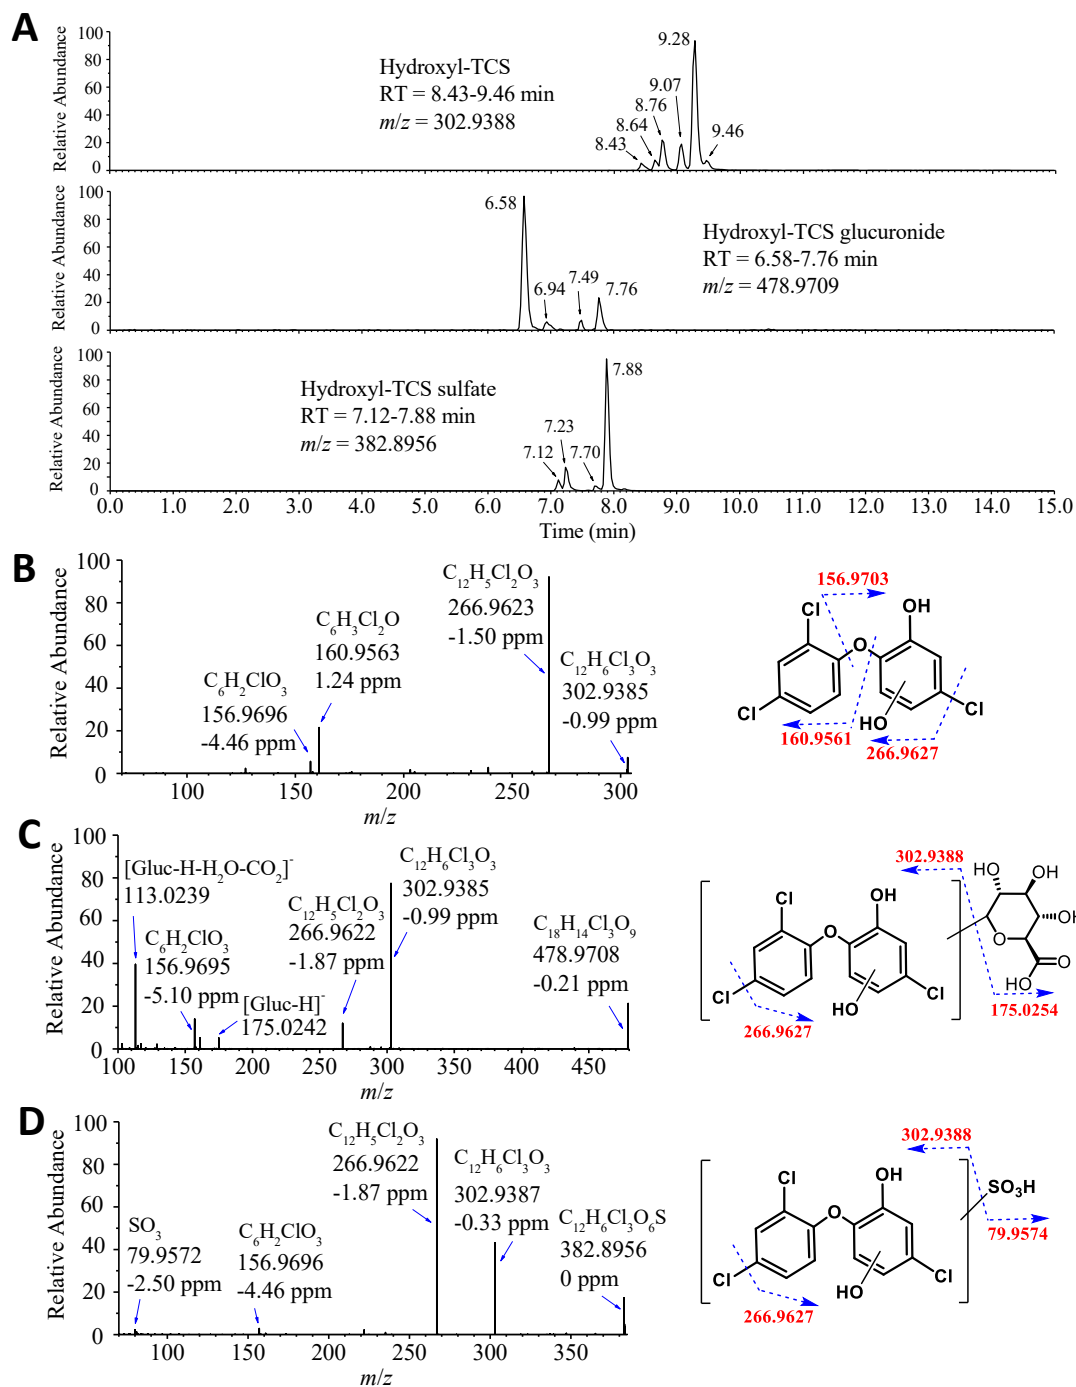 A
Relative Abundance
100
80
60
40
20
0
Hydroxyl-TCS
RT = 8.43-9.46 min
m/z = 302.9388
9.28
9.07
8.76
8.64
8.43
9.46
Relative Abundance
100
80
60
40
20
0
6.58
6.94
7.49
7.76
Hydroxyl-TCS glucuronide
RT = 6.58-7.76 min
m/z = 478.9709
Relative Abundance
100
80
60
40
20
0
Hydroxyl-TCS sulfate
RT = 7.12-7.88 min
m/z = 382.8956
7.12
7.23
7.70
7.88
0.0 1.0 2.0 3.0 4.0 5.0 6.0 7.0 8.0 9.0 10.0 11.0 12.0 13.0 14.0 15.0
Time (min)
B
Relative Abundance
100
80
60
40
20
0
C₆H₂ClO₃
156.9696
-4.46 ppm
C₆H₃Cl₂O
160.9563
1.24 ppm
C₁₂H₅Cl₂O₃
266.9623
-1.50 ppm
C₁₂H₆Cl₃O₃
302.9385
-0.99 ppm
100 150 200 250 300
m/z
156.9703
Cl
OH
O
Cl
HO
Cl
160.9561
266.9627
C
Relative Abundance
100
80
60
40
20
0
[Gluc-H-H₂O-CO₂]⁻
113.0239
C₆H₂ClO₃
156.9695
-5.10 ppm
[Gluc-H]⁻
175.0242
C₁₂H₅Cl₂O₃
266.9622
-1.87 ppm
C₁₂H₆Cl₃O₃
302.9385
-0.99 ppm
C₁₈H₁₄Cl₃O₉
478.9708
-0.21 ppm
100 150 200 250 300 350 400 450
m/z
302.9388
HO
OH
OH
O
O
HO
175.0254
Cl
OH
O
Cl
HO
Cl
266.9627
D
Relative Abundance
100
80
60
40
20
0
SO₃
79.9572
-2.50 ppm
C₆H₂ClO₃
156.9696
-4.46 ppm
C₁₂H₅Cl₂O₃
266.9622
-1.87 ppm
C₁₂H₆Cl₃O₃
302.9387
-0.33 ppm
C₁₂H₆Cl₃O₆S
382.8956
0 ppm
100 150 200 250 300 350
m/z
302.9388
SO₃H
79.9574
Cl
OH
O
Cl
HO
Cl
266.9627